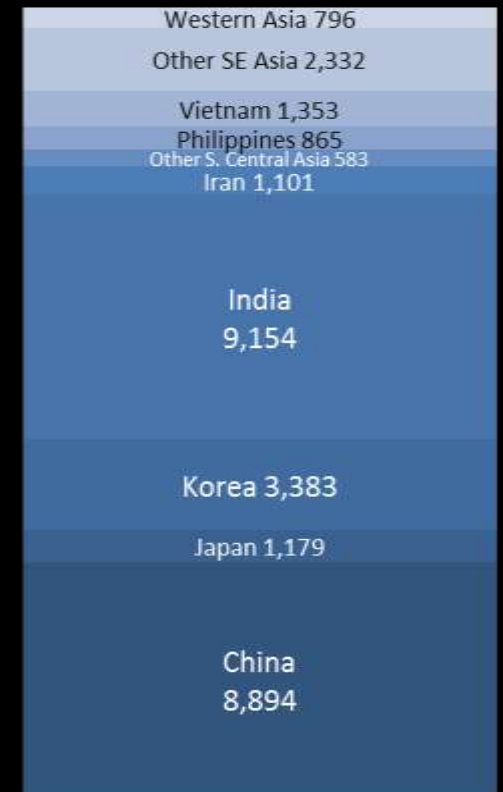 Western Asia 796
Other SE Asia 2,332
Vietnam 1,353
Philippines 865
Other S. Central Asia 583
Iran 1,101
India
9,154
Korea 3,383
Japan 1,179
China
8,894